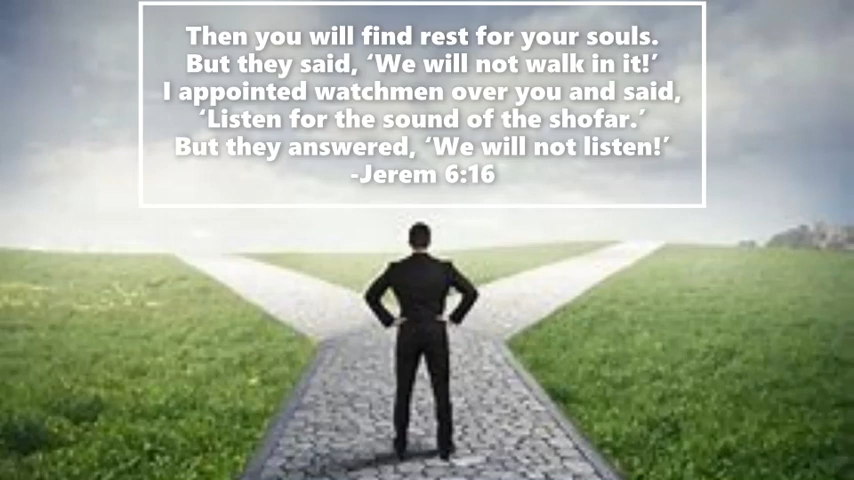 Then you will find rest for your souls.
But they said, ‘We will not walk in it!’
I appointed watchmen over you and said,
‘Listen for the sound of the shofar.’
But they answered, ‘We will not listen!’
-Jerem 6:16